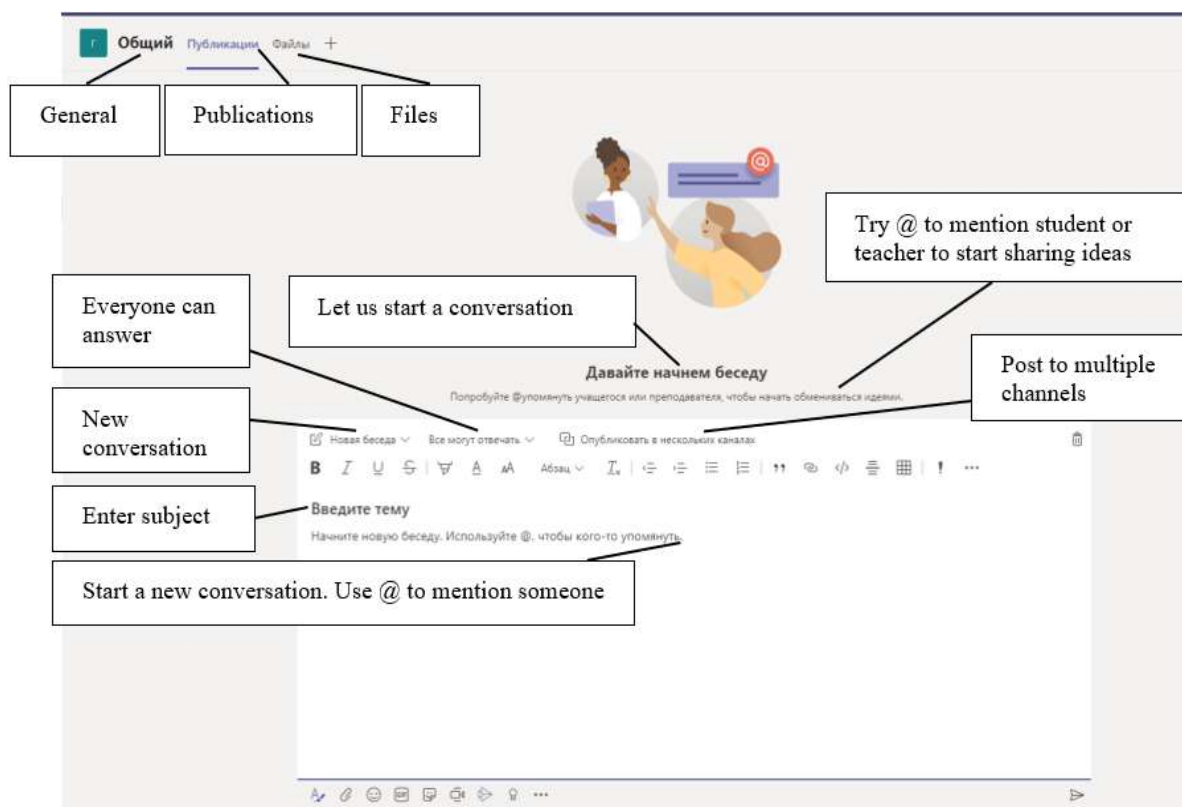 г Общий Публикации Файлы +
General Publications Files
@
Try @ to mention student or
teacher to start sharing ideas
Everyone can
answer
Let us start a conversation
Post to multiple
channels
Давайте начнем беседу
Попробуйте @упомянуть учащегося или преподавателя, чтобы начать обмениваться идеями.
New
conversation
Новая беседа Все могут отвечать Опубликовать в нескольких каналах
B I U S A AA Абзац Tx
Enter subject
Введите тему
Начните новую беседу. Используйте @, чтобы кого-то упомянуть.
Start a new conversation. Use @ to mention someone
GIF